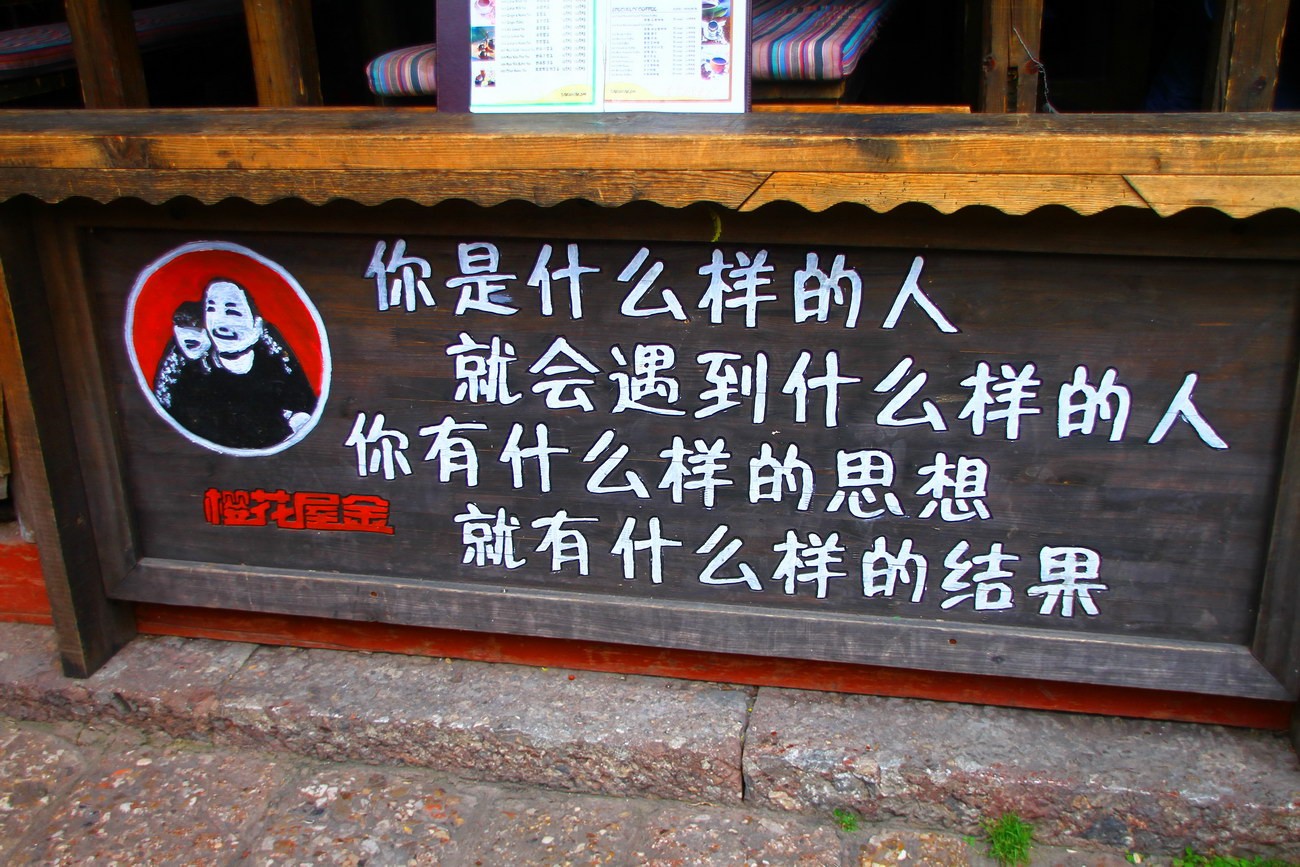 你是什么样的人
就会遇到什么样的人
你有什么样的思想
就有什么样的结果
樱花屋金